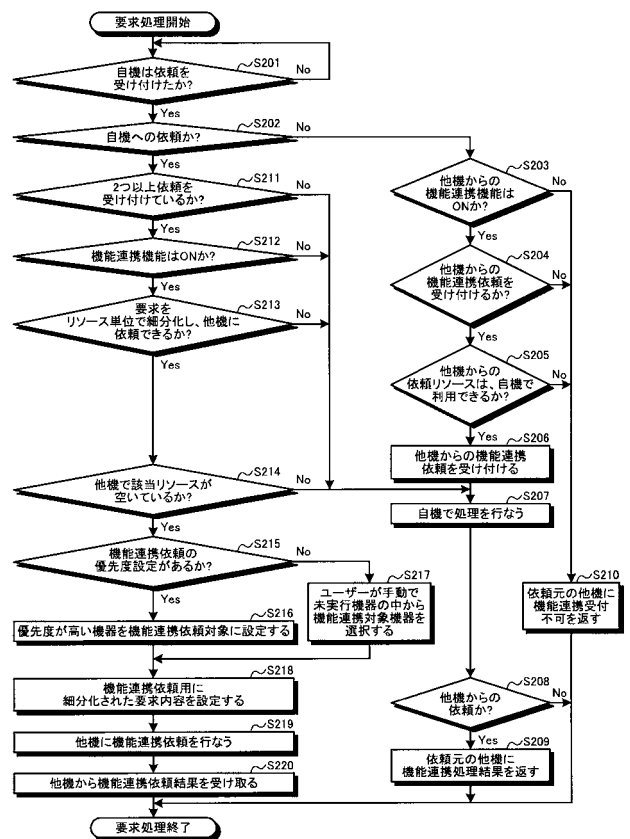 要求処理開始
S201
自機は依頼を
受け付けたか?
No
Yes
S202
自機への依頼か?
No
Yes
S203
他機からの
機能連携機能は
ONか?
No
Yes
S204
他機からの
機能連携依頼を
受け付けるか?
No
Yes
S205
他機からの
依頼リソースは、自機で
利用できるか?
No
Yes
S206
他機からの機能連携
依頼を受け付ける
S207
自機で処理を行なう
S208
他機からの
依頼か?
No
Yes
S209
依頼元の他機に
機能連携処理結果を返す
S210
依頼元の他機に
機能連携受付
不可を返す
S211
2つ以上依頼を
受け付けているか?
No
Yes
S212
機能連携機能はONか?
No
Yes
S213
要求を
リソース単位で細分化し、他機に
依頼できるか?
No
Yes
S214
他機で該当リソースが
空いているか?
No
Yes
S215
機能連携依頼の
優先度設定があるか?
No
Yes
S216
優先度が高い機器を機能連携依頼対象に設定する
S217
ユーザーが手動で
未実行機器の中から
機能連携対象機器を
選択する
S218
機能連携依頼用に
細分化された要求内容を設定する
S219
他機に機能連携依頼を行なう
S220
他機から機能連携依頼結果を受け取る
要求処理終了